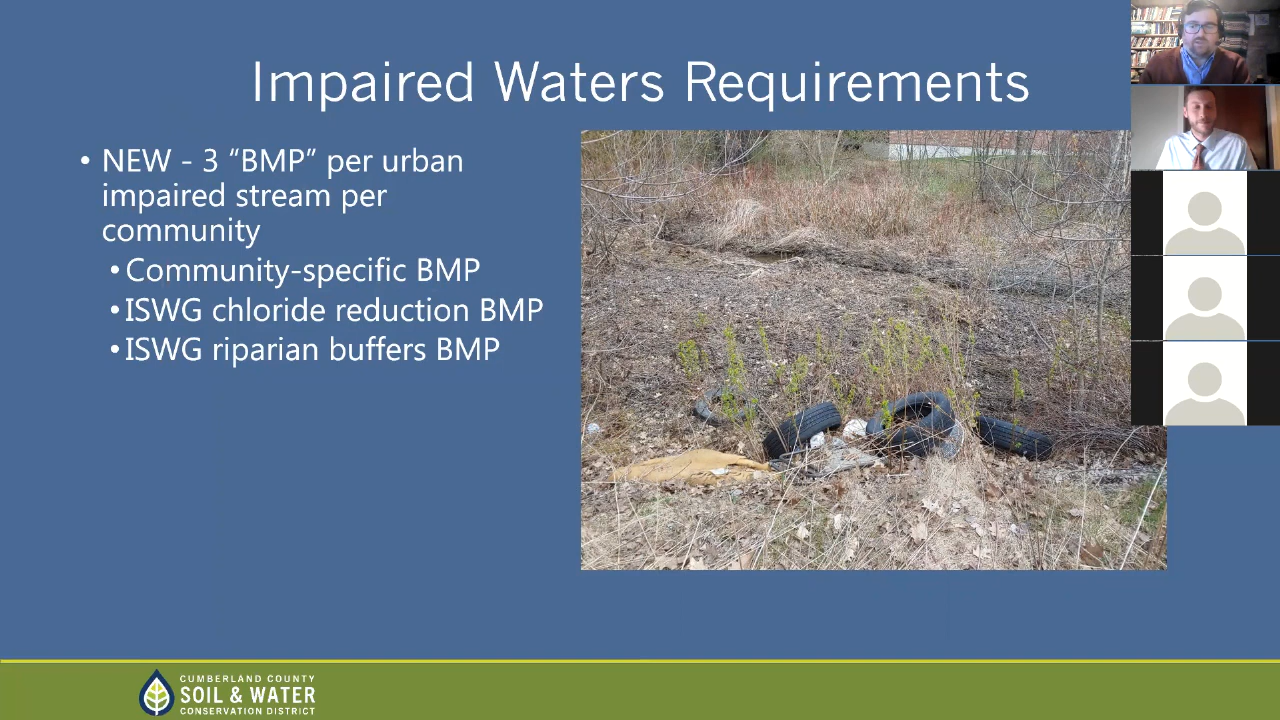 Impaired Waters Requirements
• NEW - 3 “BMP” per urban
impaired stream per
community
• Community-specific BMP
• ISWG chloride reduction BMP
• ISWG riparian buffers BMP
CUMBERLAND COUNTY
SOIL & WATER
CONSERVATION DISTRICT